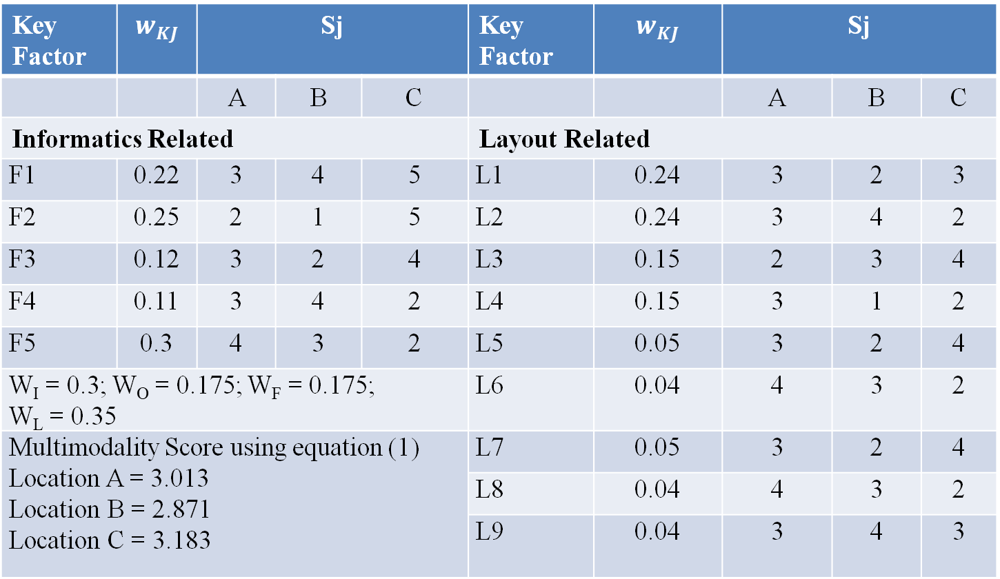 Key Factor w_KJ Sj Key Factor w_KJ Sj
A B C A B C
Informatics Related Layout Related
F1 0.22 3 4 5 L1 0.24 3 2 3
F2 0.25 2 1 5 L2 0.24 3 4 2
F3 0.12 3 2 4 L3 0.15 2 3 4
F4 0.11 3 4 2 L4 0.15 3 1 2
F5 0.3 4 3 2 L5 0.05 3 2 4
W_I = 0.3; W_O = 0.175; W_F = 0.175; L6 0.04 4 3 2
W_L = 0.35
Multimodality Score using equation (1) L7 0.05 3 2 4
Location A = 3.013
Location B = 2.871 L8 0.04 4 3 2
Location C = 3.183 L9 0.04 3 4 3